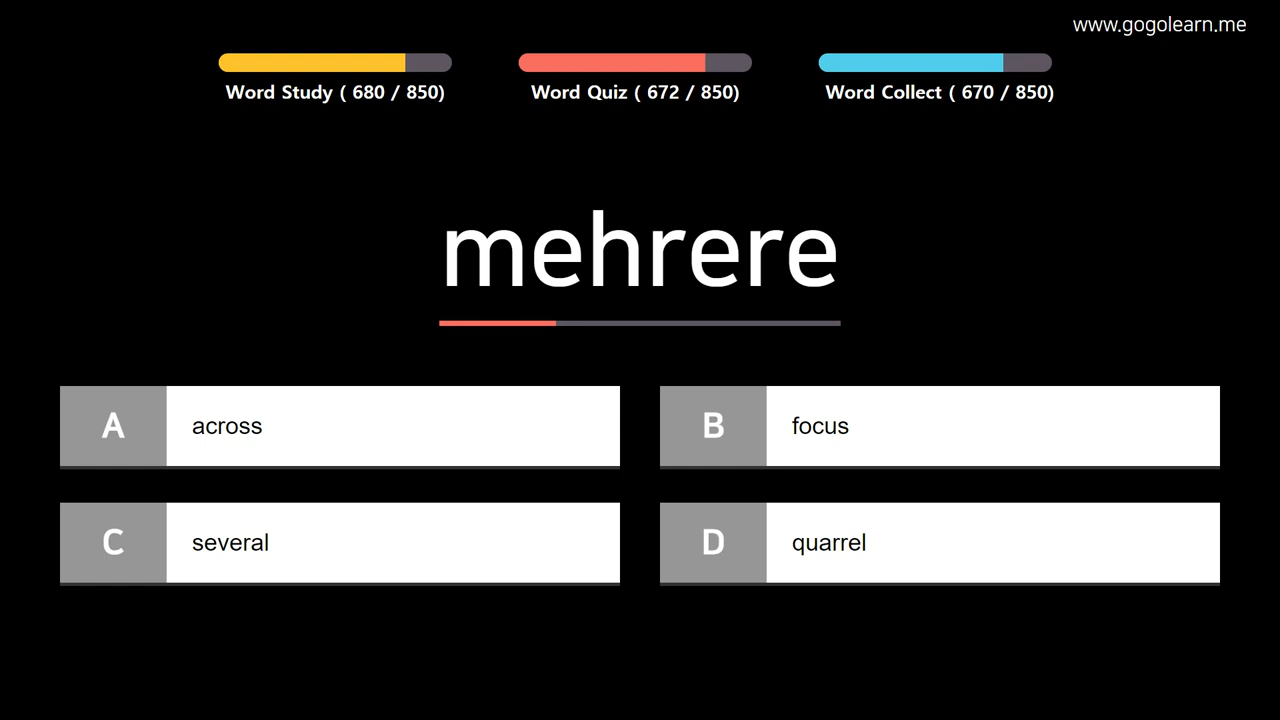 www.gogolearn.me
Word Study ( 680 / 850)
Word Quiz ( 672 / 850)
Word Collect ( 670 / 850)
mehrere
A across
B focus
C several
D quarrel